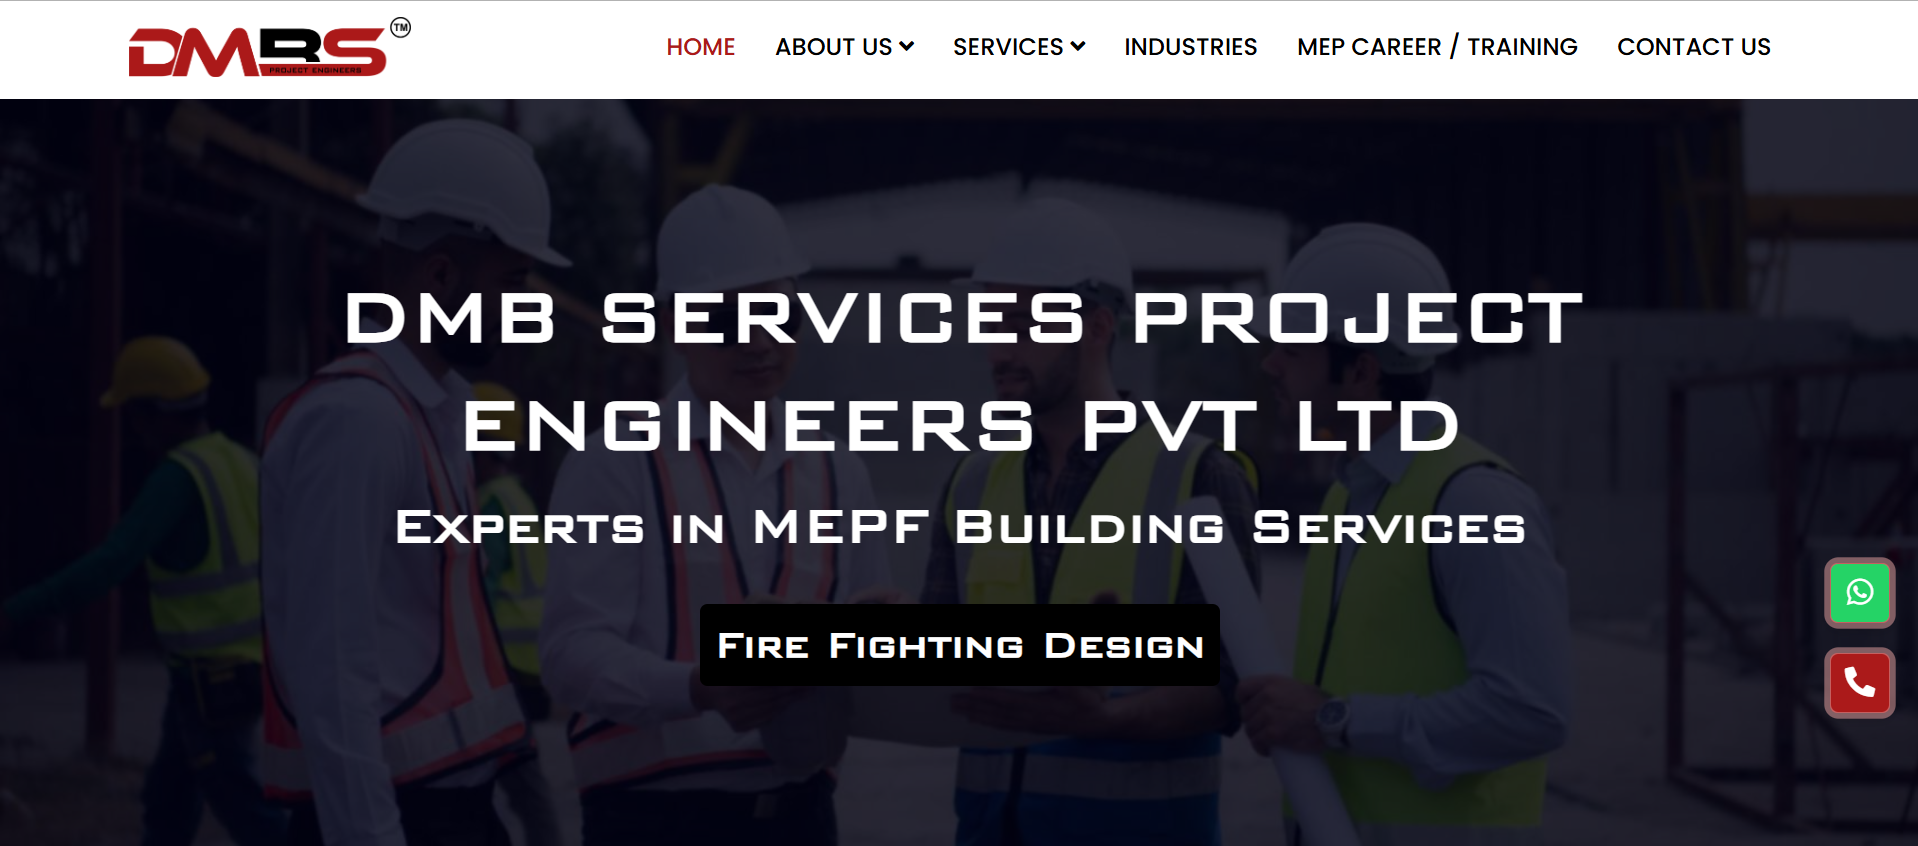 DMBS TM
PROJECT ENGINEERS
HOME ABOUT US SERVICES INDUSTRIES MEP CAREER / TRAINING CONTACT US
DMB SERVICES PROJECT
ENGINEERS PVT LTD
Experts in MEPF Building Services
Fire Fighting Design